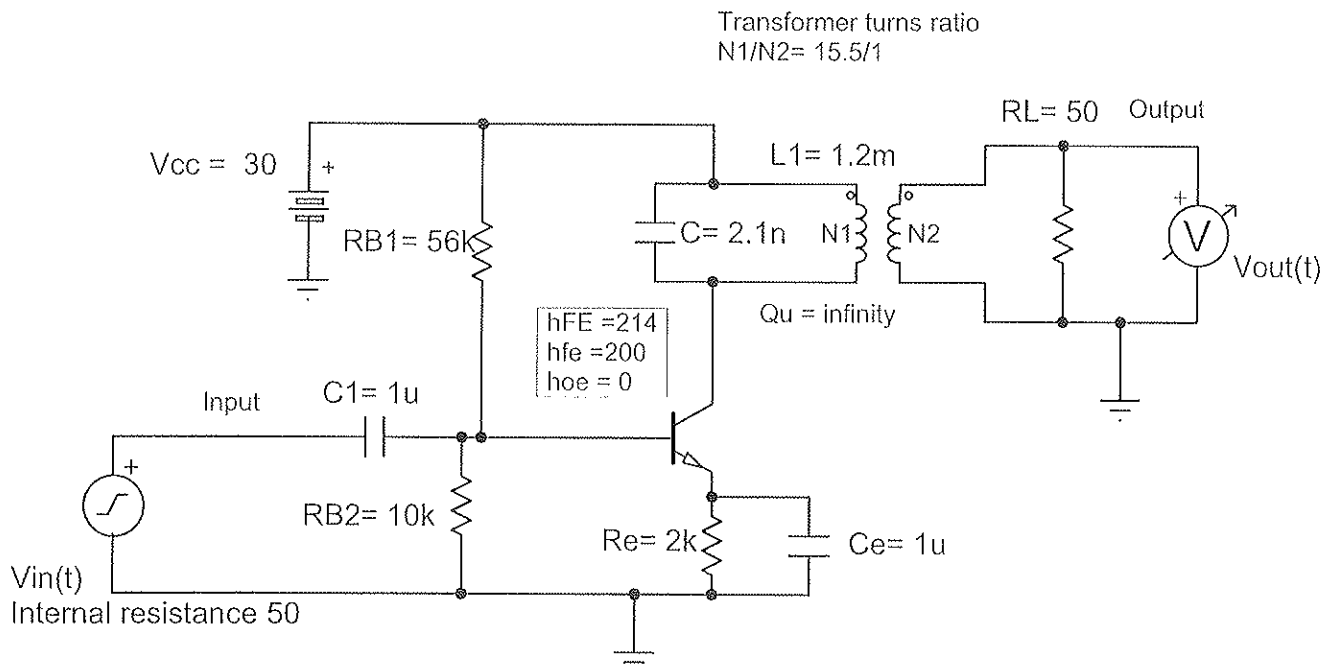 Transformer turns ratio
N1/N2= 15.5/1
RL= 50
Output
Vcc = 30
+
L1= 1.2m
+
RB1= 56k
C= 2.1n
N1
N2
V
Vout(t)
Qu = infinity
hFE =214
hfe =200
hoe = 0
Input
C1= 1u
+
RB2= 10k
Re= 2k
Ce= 1u
Vin(t)
Internal resistance 50